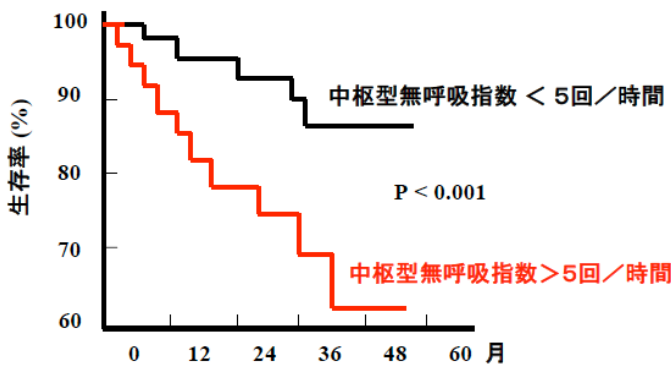 100
90
80
70
60
生存率 (%)
中枢型無呼吸指数 < 5回/時間
P < 0.001
中枢型無呼吸指数>5回/時間
0 12 24 36 48 60 月